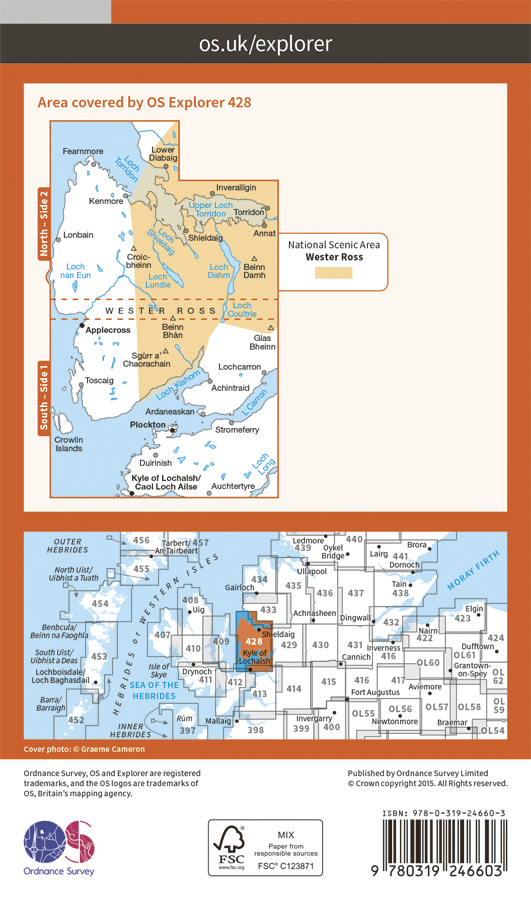 os.uk/explorer
Area covered by OS Explorer 428
North – Side 2
South – Side 1
Fearnmore
Lower
Diabaig
Loch
Torridon
Inveralligin
Kenmore
Upper Loch
Torridon
Torridon
Lonbain
Loch
Shieldaig
Shieldaig
Annat
Croic-
bheinn
Loch
nan Eun
Loch
Lundie
Loch
Dahm
Beinn
Damh
Loch
Coultrie
WESTER ROSS
Applecross
Beinn
Bhàn
Glas
Bheinn
Sgùrr a'
Chaorachain
Lochcarron
Toscaig
Loch Kishorn
Achintraid
Ardaneaskan
L Carron
Plockton
Stromeferry
Crowlin
Islands
Duirinish
Loch
Long
Kyle of Lochalsh/
Caol Loch Ailse
Auchtertyre
National Scenic Area
Wester Ross
OUTER
HEBRIDES
456
Tarbert/
An Tairbeart
457
455
North Uist/
Uibhist a Tuath
454
Benbcula/
Beinn na Faoghla
South Uist/
Uibhist a Deas
453
Lochboisdale/
Loch Baghasdail
Barra/
Barraigh
452
HEBRIDES or WESTERN ISLES
408
Uig
407
410
409
Isle of
Skye
Drynoch
411
412
SEA OF THE
HEBRIDES
INNER
HEBRIDES
Rùm
397
Mallaig
398
Ledmore
439
Oykel
Bridge
440
Lairg
441
Brora
Dornoch
Ullapool
Tain
438
434
435
436
437
Gairloch
433
Achnasheen
Dingwall
432
MORAY FIRTH
Elgin
423
Nairn
422
424
Shieldaig
428
429
430
431
Inverness
416
Dufftown
421
Kyle of
Lochalsh
Cannich
417
OL60
OL61
Grantown-
on-Spey
OL
62
413
414
415
416
417
Fort Augustus
Aviemore
OL55
OL56
OL57
OL58
OL
59
Newtonmore
Braemar
OL54
Invergarry
399
400
Cover photo: © Graeme Cameron
Ordnance Survey, OS and Explorer are registered
trademarks, and the OS logos are trademarks of
OS, Britain's mapping agency.
Published by Ordnance Survey Limited
© Crown copyright 2015. All Rights reserved.
OS
Ordnance Survey
FSC
www.fsc.org
MIX
Paper from
responsible sources
FSC® C123871
ISBN: 978-0-319-24660-3
9 780319 246603